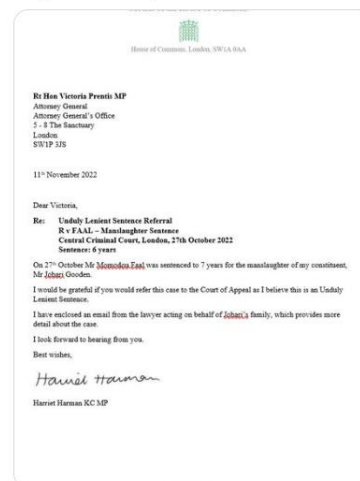 House of Commons, London, SW1A 0AA
Rt Hon Victoria Prentis MP
Attorney General
Attorney General's Office
5 - 8 The Sanctuary
London
SW1P 3JS
11th November 2022
Dear Victoria,
Re: Unduly Lenient Sentence Referral
R v FAAL – Manslaughter Sentence
Central Criminal Court, London, 27th October 2022
Sentence: 6 years
On 27th October Mr Momodou Faal was sentenced to 7 years for the manslaughter of my constituent,
Mr Johari Gooden.
I would be grateful if you would refer this case to the Court of Appeal as I believe this is an Unduly
Lenient Sentence.
I have enclosed an email from the lawyer acting on behalf of Johari's family, which provides more
detail about the case.
I look forward to hearing from you.
Best wishes,
Harriet Harman
Harriet Harman KC MP